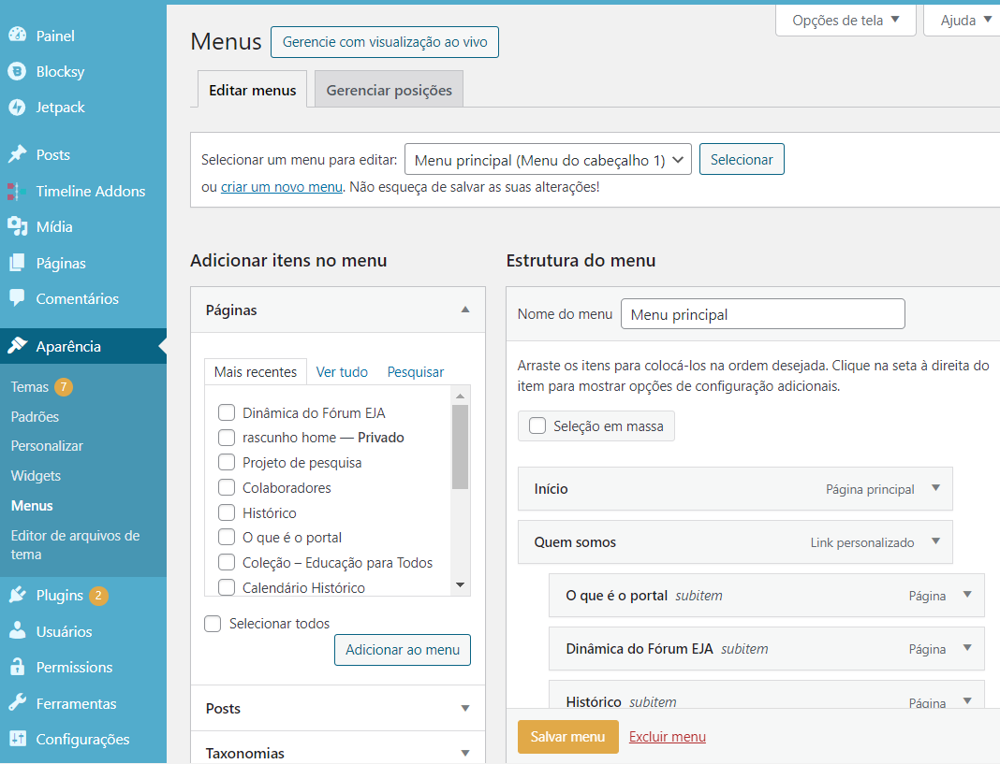 Painel
Blocksy
Jetpack
Posts
Timeline Addons
Mídia
Páginas
Comentários
Aparência
Temas 7
Padrões
Personalizar
Widgets
Menus
Editor de arquivos de
tema
Plugins 2
Usuários
Permissions
Ferramentas
Configurações
Opções de tela
Ajuda
Menus
Gerencie com visualização ao vivo
Editar menus
Gerenciar posições
Selecionar um menu para editar: Menu principal (Menu do cabeçalho 1) Selecionar
ou criar um novo menu. Não esqueça de salvar as suas alterações!
Adicionar itens no menu
Páginas
Mais recentes Ver tudo Pesquisar
Dinâmica do Fórum EJA
rascunho home — Privado
Projeto de pesquisa
Colaboradores
Histórico
O que é o portal
Coleção – Educação para Todos
Calendário Histórico
Selecionar todos
Adicionar ao menu
Posts
Taxonomias
Estrutura do menu
Nome do menu Menu principal
Arraste os itens para colocá-los na ordem desejada. Clique na seta à direita do
item para mostrar opções de configuração adicionais.
Seleção em massa
Início Página principal
Quem somos Link personalizado
O que é o portal subitem Página
Dinâmica do Fórum EJA subitem Página
Histórico subitem Página
Salvar menu Excluir menu